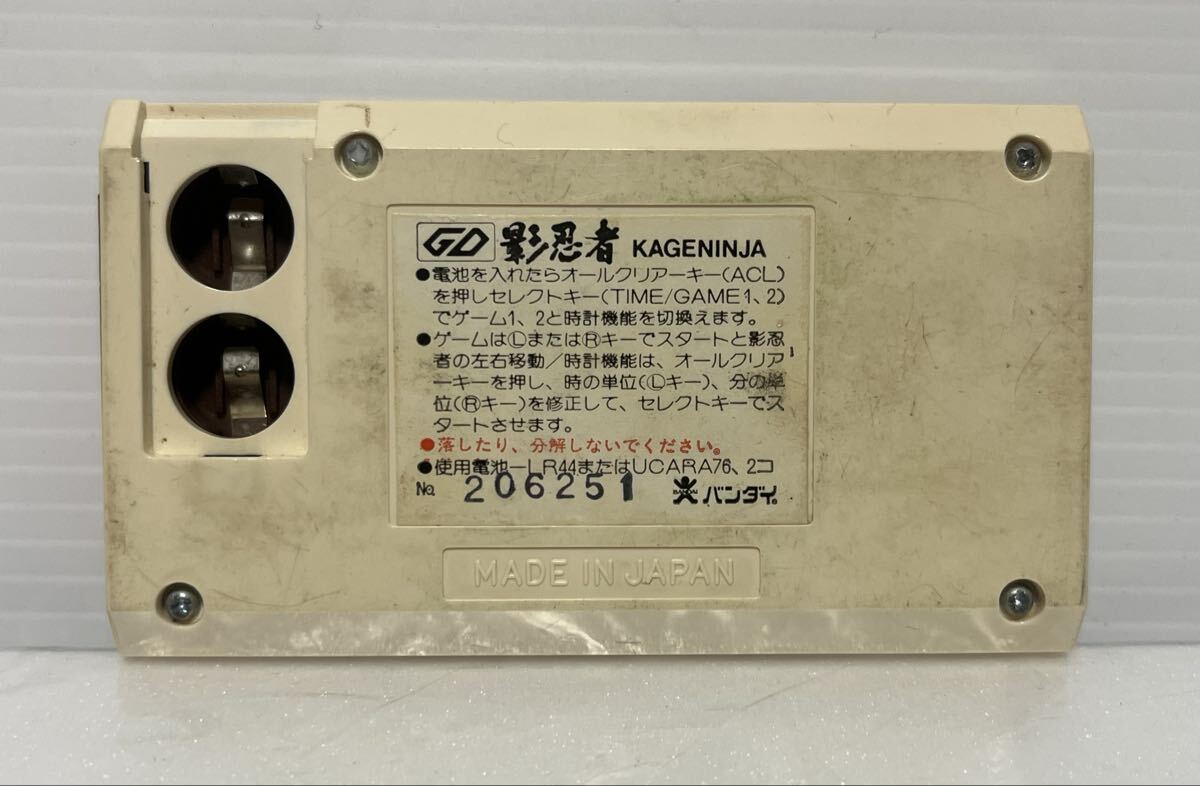 GD 影忍者 KAGENINJA
●電池を入れたらオールクリアーキー(ACL)
を押しセレクトキー(TIME/GAME1、2)
でゲーム1、2と時計機能を切換えます。
●ゲームはⓁまたはⓇキーでスタートと影忍
者の左右移動/時計機能は、オールクリア
ーキーを押し、時の単位(Ⓛキー)、分の単
位(Ⓡキー)を修正して、セレクトキーでス
タートさせます。
●落したり、分解しないでください。
●使用電池—LR44またはUCARA76、2コ
No. 206251 BANDAI バンダイ
MADE IN JAPAN